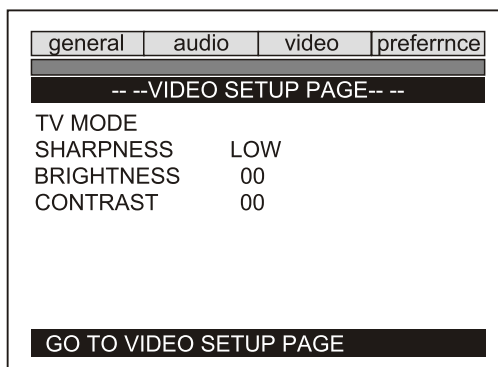 general audio video preferrnce
-- --VIDEO SETUP PAGE-- --
TV MODE
SHARPNESS LOW
BRIGHTNESS 00
CONTRAST 00
GO TO VIDEO SETUP PAGE